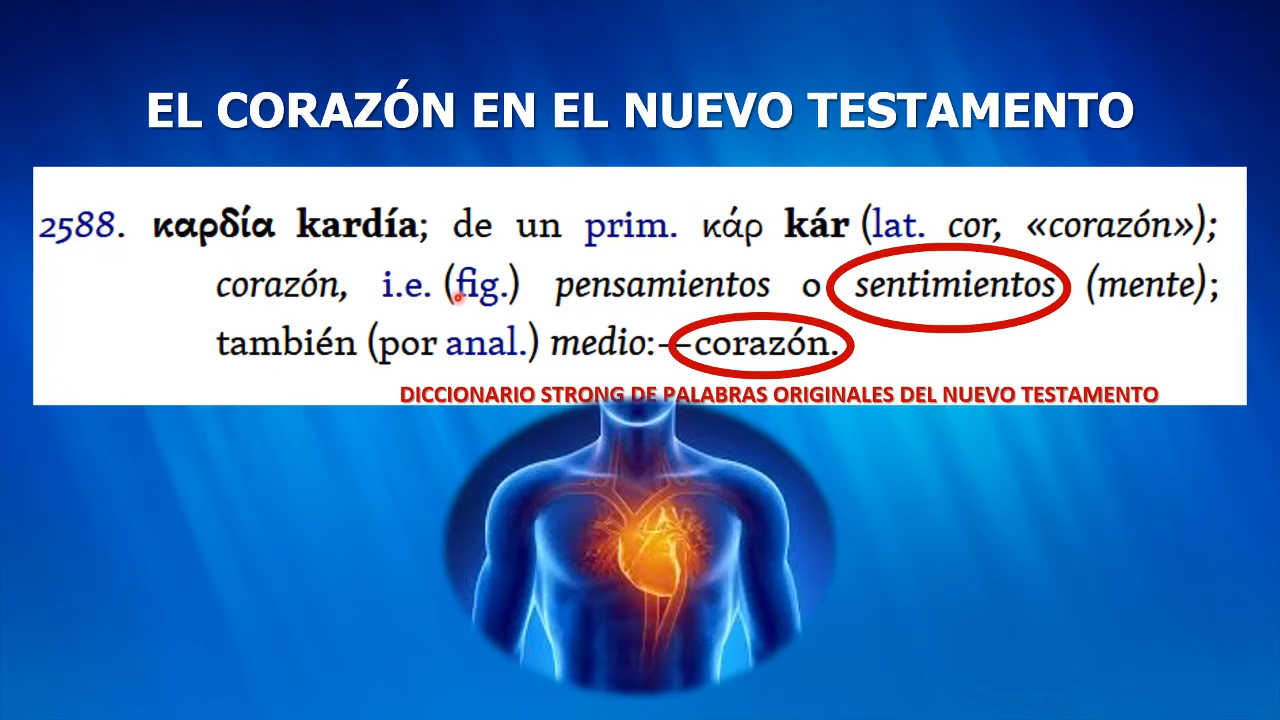 EL CORAZÓN EN EL NUEVO TESTAMENTO
2588. καρδία kardía; de un prim. κάρ kár (lat. cor, «corazón»);
corazón, i.e. (fig.) pensamientos o sentimientos (mente);
también (por anal.) medio:—corazón.
DICCIONARIO STRONG DE PALABRAS ORIGINALES DEL NUEVO TESTAMENTO